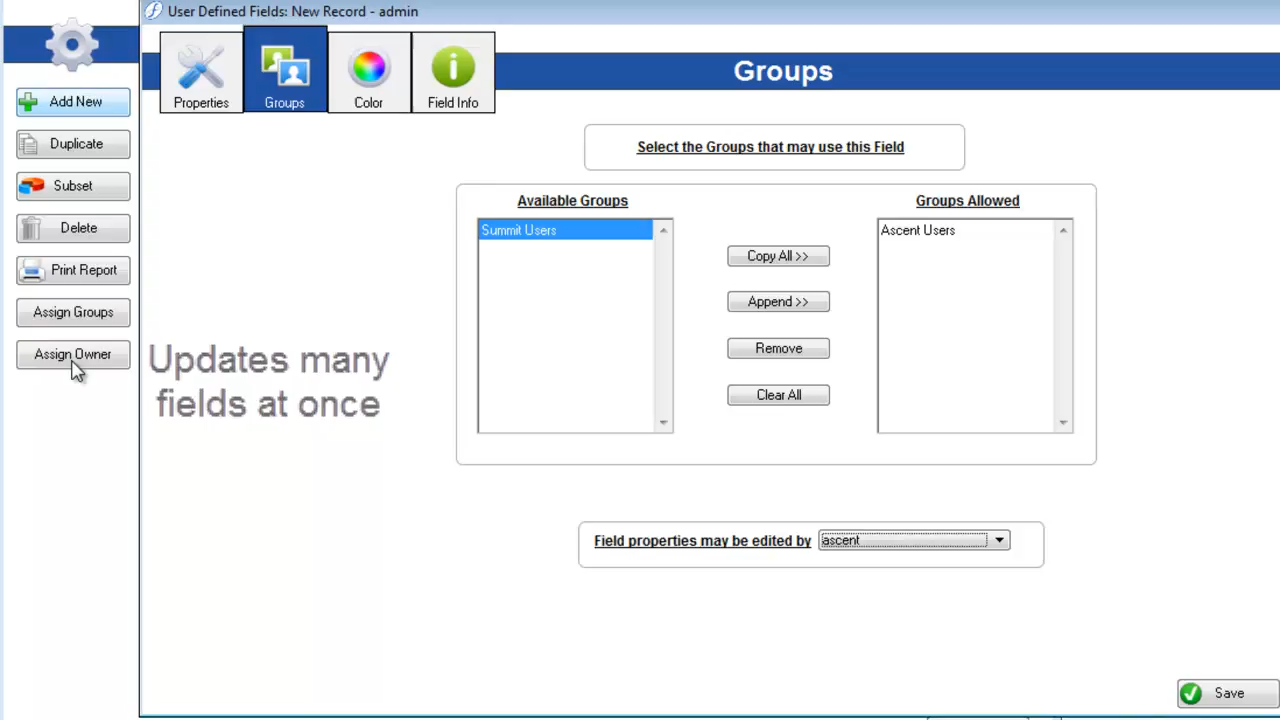 User Defined Fields: New Record - admin
Properties
Groups
Color
Field Info
Groups
Add New
Duplicate
Subset
Delete
Print Report
Assign Groups
Assign Owner
Updates many
fields at once
Select the Groups that may use this Field
Available Groups
Groups Allowed
Summit Users
Ascent Users
Copy All >>
Append >>
Remove
Clear All
Field properties may be edited by
ascent
Save